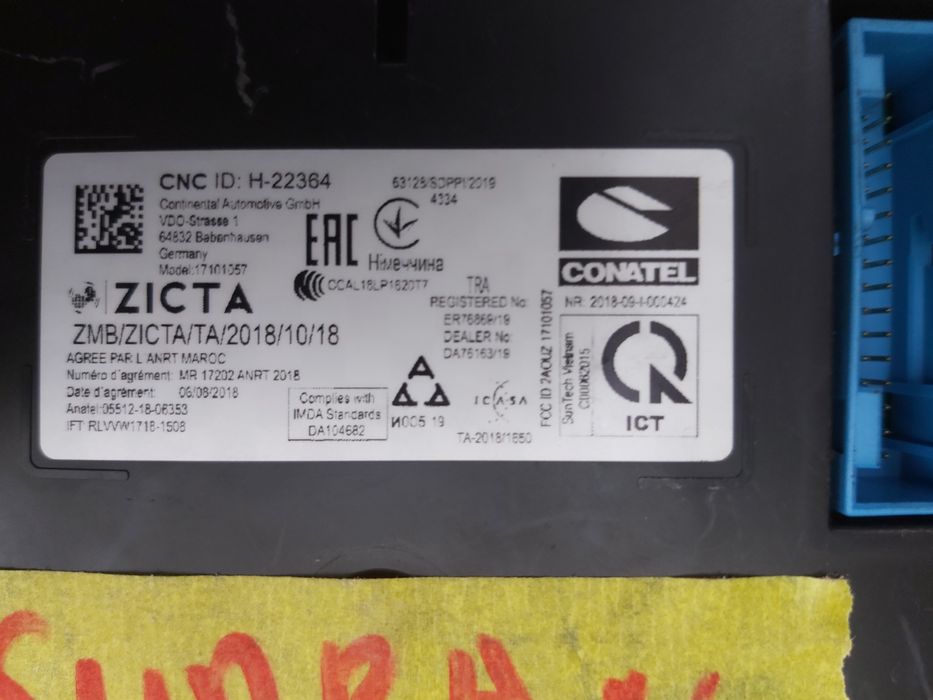 CNC ID: H-22364
Continental Automotive GmbH
VDO-Strasse 1
64832 Babenhausen
Germany
Model:17101057
ZICTA
ZMB/ZICTA/TA/2018/10/18
AGREE PAR L ANRT MAROC
Numéro d'agrément: MR 17202 ANRT 2018
Date d'agrément: 06/08/2018
Anatel:05512-18-06353
IFT RLVVW1718-1508
63128/SDPPI/2019
4334
EAC
Німеччина
CCAL18LP1620T7
TRA
REGISTERED No:
ER76869/19
DEALER No:
DA76163/19
Complies with
IMDA Standards
DA104682
И005 19
ICASA
TA-2018/1850
FCC ID 2AOUZ 17101057
CONATEL
NR: 2018-09-I-000424
SunTech Vietnam
C00062015
ICT